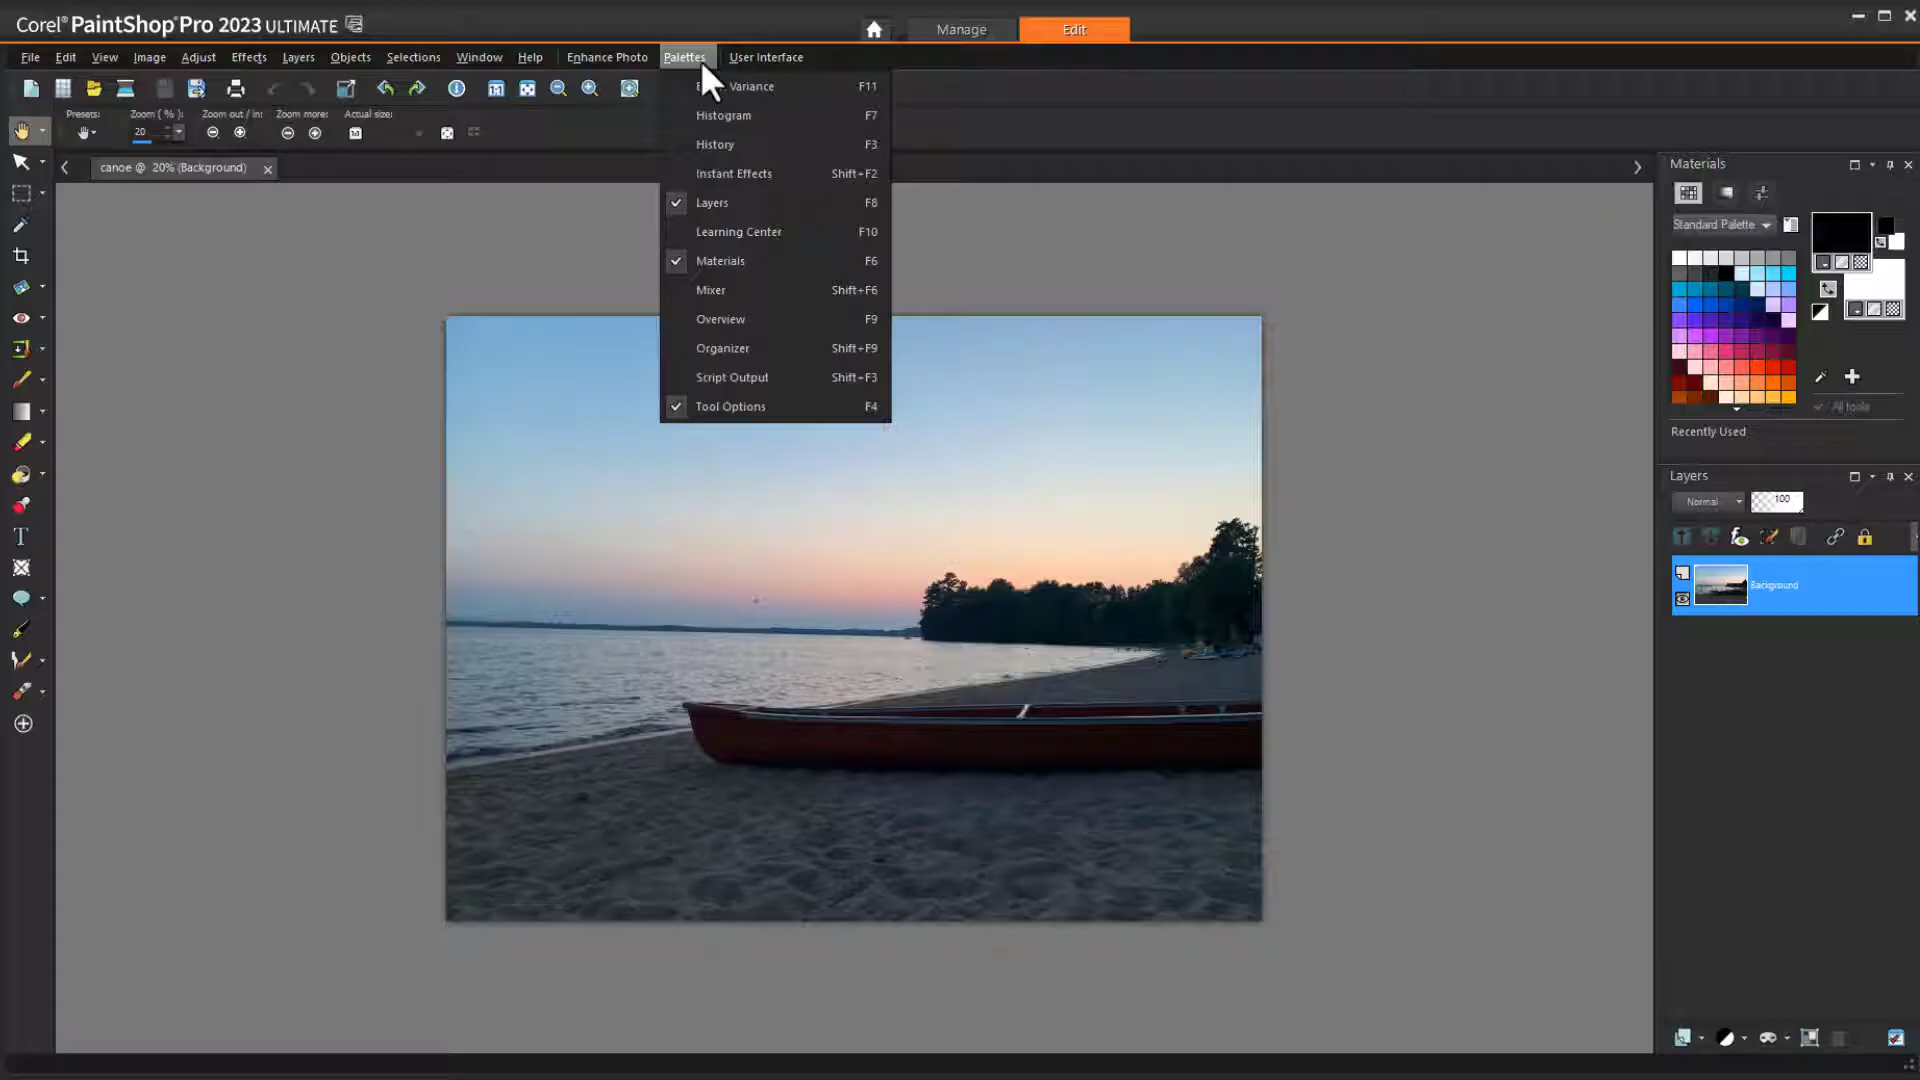 Corel® PaintShop® Pro 2023 ULTIMATE
Manage
Edit
File Edit View Image Adjust Effects Layers Objects Selections Window Help Enhance Photo Palettes User Interface
Variance F11
Histogram F7
History F3
Instant Effects Shift+F2
Layers F8
Learning Center F10
Materials F6
Mixer Shift+F6
Overview F9
Organizer Shift+F9
Script Output Shift+F3
Tool Options F4
Presets: Zoom ( % ): Zoom out / in: Zoom more: Actual size:
20
canoe @ 20% (Background)
Materials
Standard Palette
All tools
Recently Used
Layers
Normal 100
Background